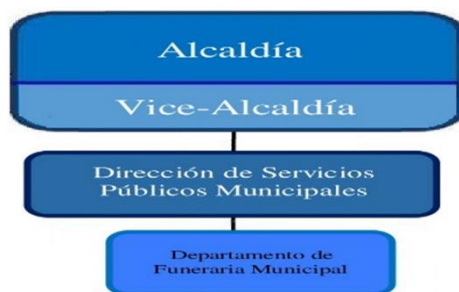 Alcaldía
Vice-Alcaldía
Dirección de Servicios
Públicos Municipales
Departamento de
Funeraria Municipal